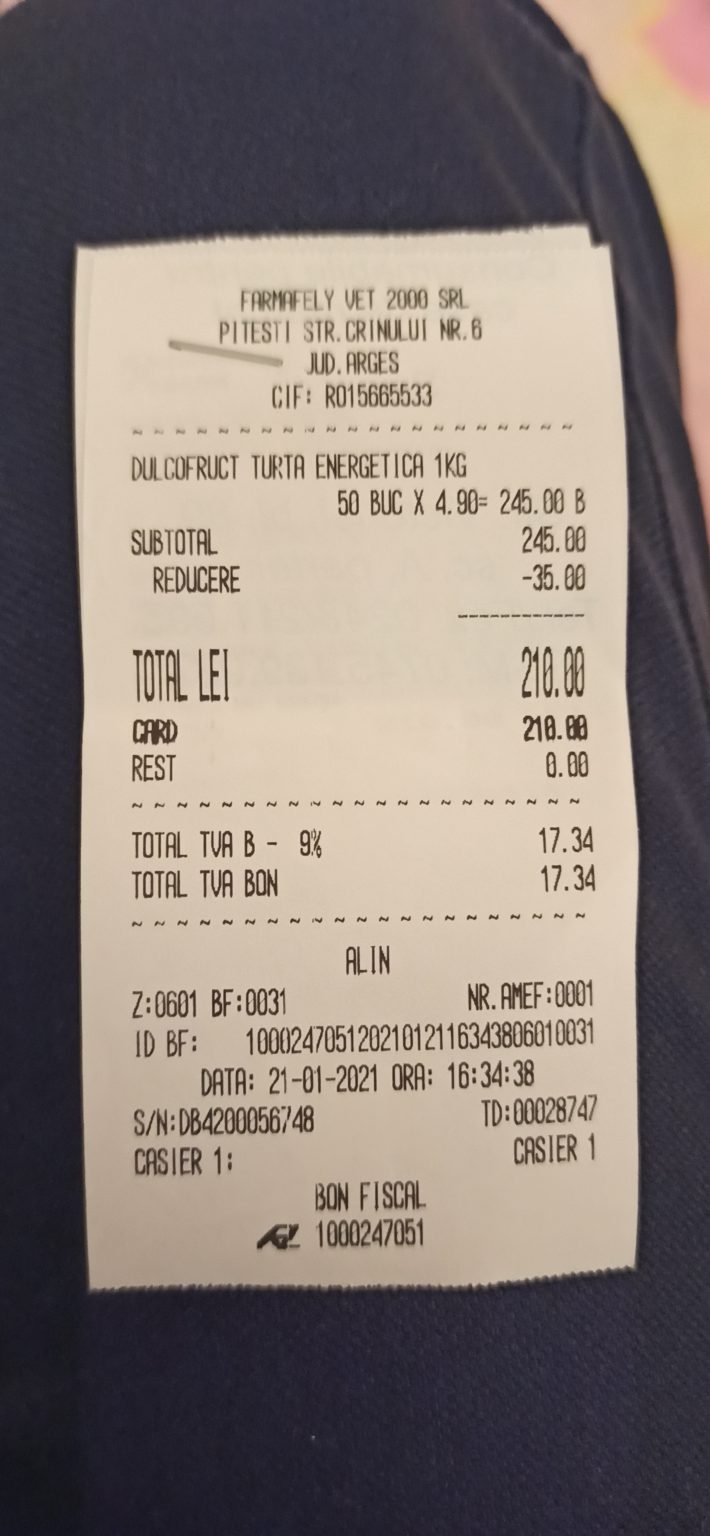 FARMAFELY VET 2000 SRL
PITESTI STR.CRINULUI NR.6
JUD.ARGES
CIF: RO15665533
~ ~ ~ ~ ~ ~ ~ ~ ~ ~ ~ ~ ~ ~ ~ ~ ~ ~ ~ ~
DULCOFRUCT TURTA ENERGETICA 1KG
50 BUC X 4.90= 245.00 B
SUBTOTAL 245.00
REDUCERE -35.00
------------
TOTAL LEI 210.00
CARD 210.00
REST 0.00
~ ~ ~ ~ ~ ~ ~ ~ ~ ~ ~ ~ ~ ~ ~ ~ ~ ~ ~ ~
TOTAL TVA B - 9% 17.34
TOTAL TVA BON 17.34
~ ~ ~ ~ ~ ~ ~ ~ ~ ~ ~ ~ ~ ~ ~ ~ ~ ~ ~ ~
ALIN
Z:0601 BF:0031 NR.AMEF:0001
ID BF: 10002470512021012116343806010031
DATA: 21-01-2021 ORA: 16:34:38
S/N:DB4200056748 TD:00028747
CASIER 1: CASIER 1
BON FISCAL
1000247051